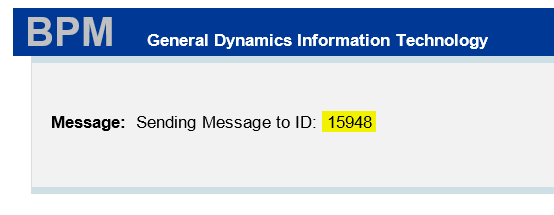 BPM General Dynamics Information Technology
Message: Sending Message to ID: 15948